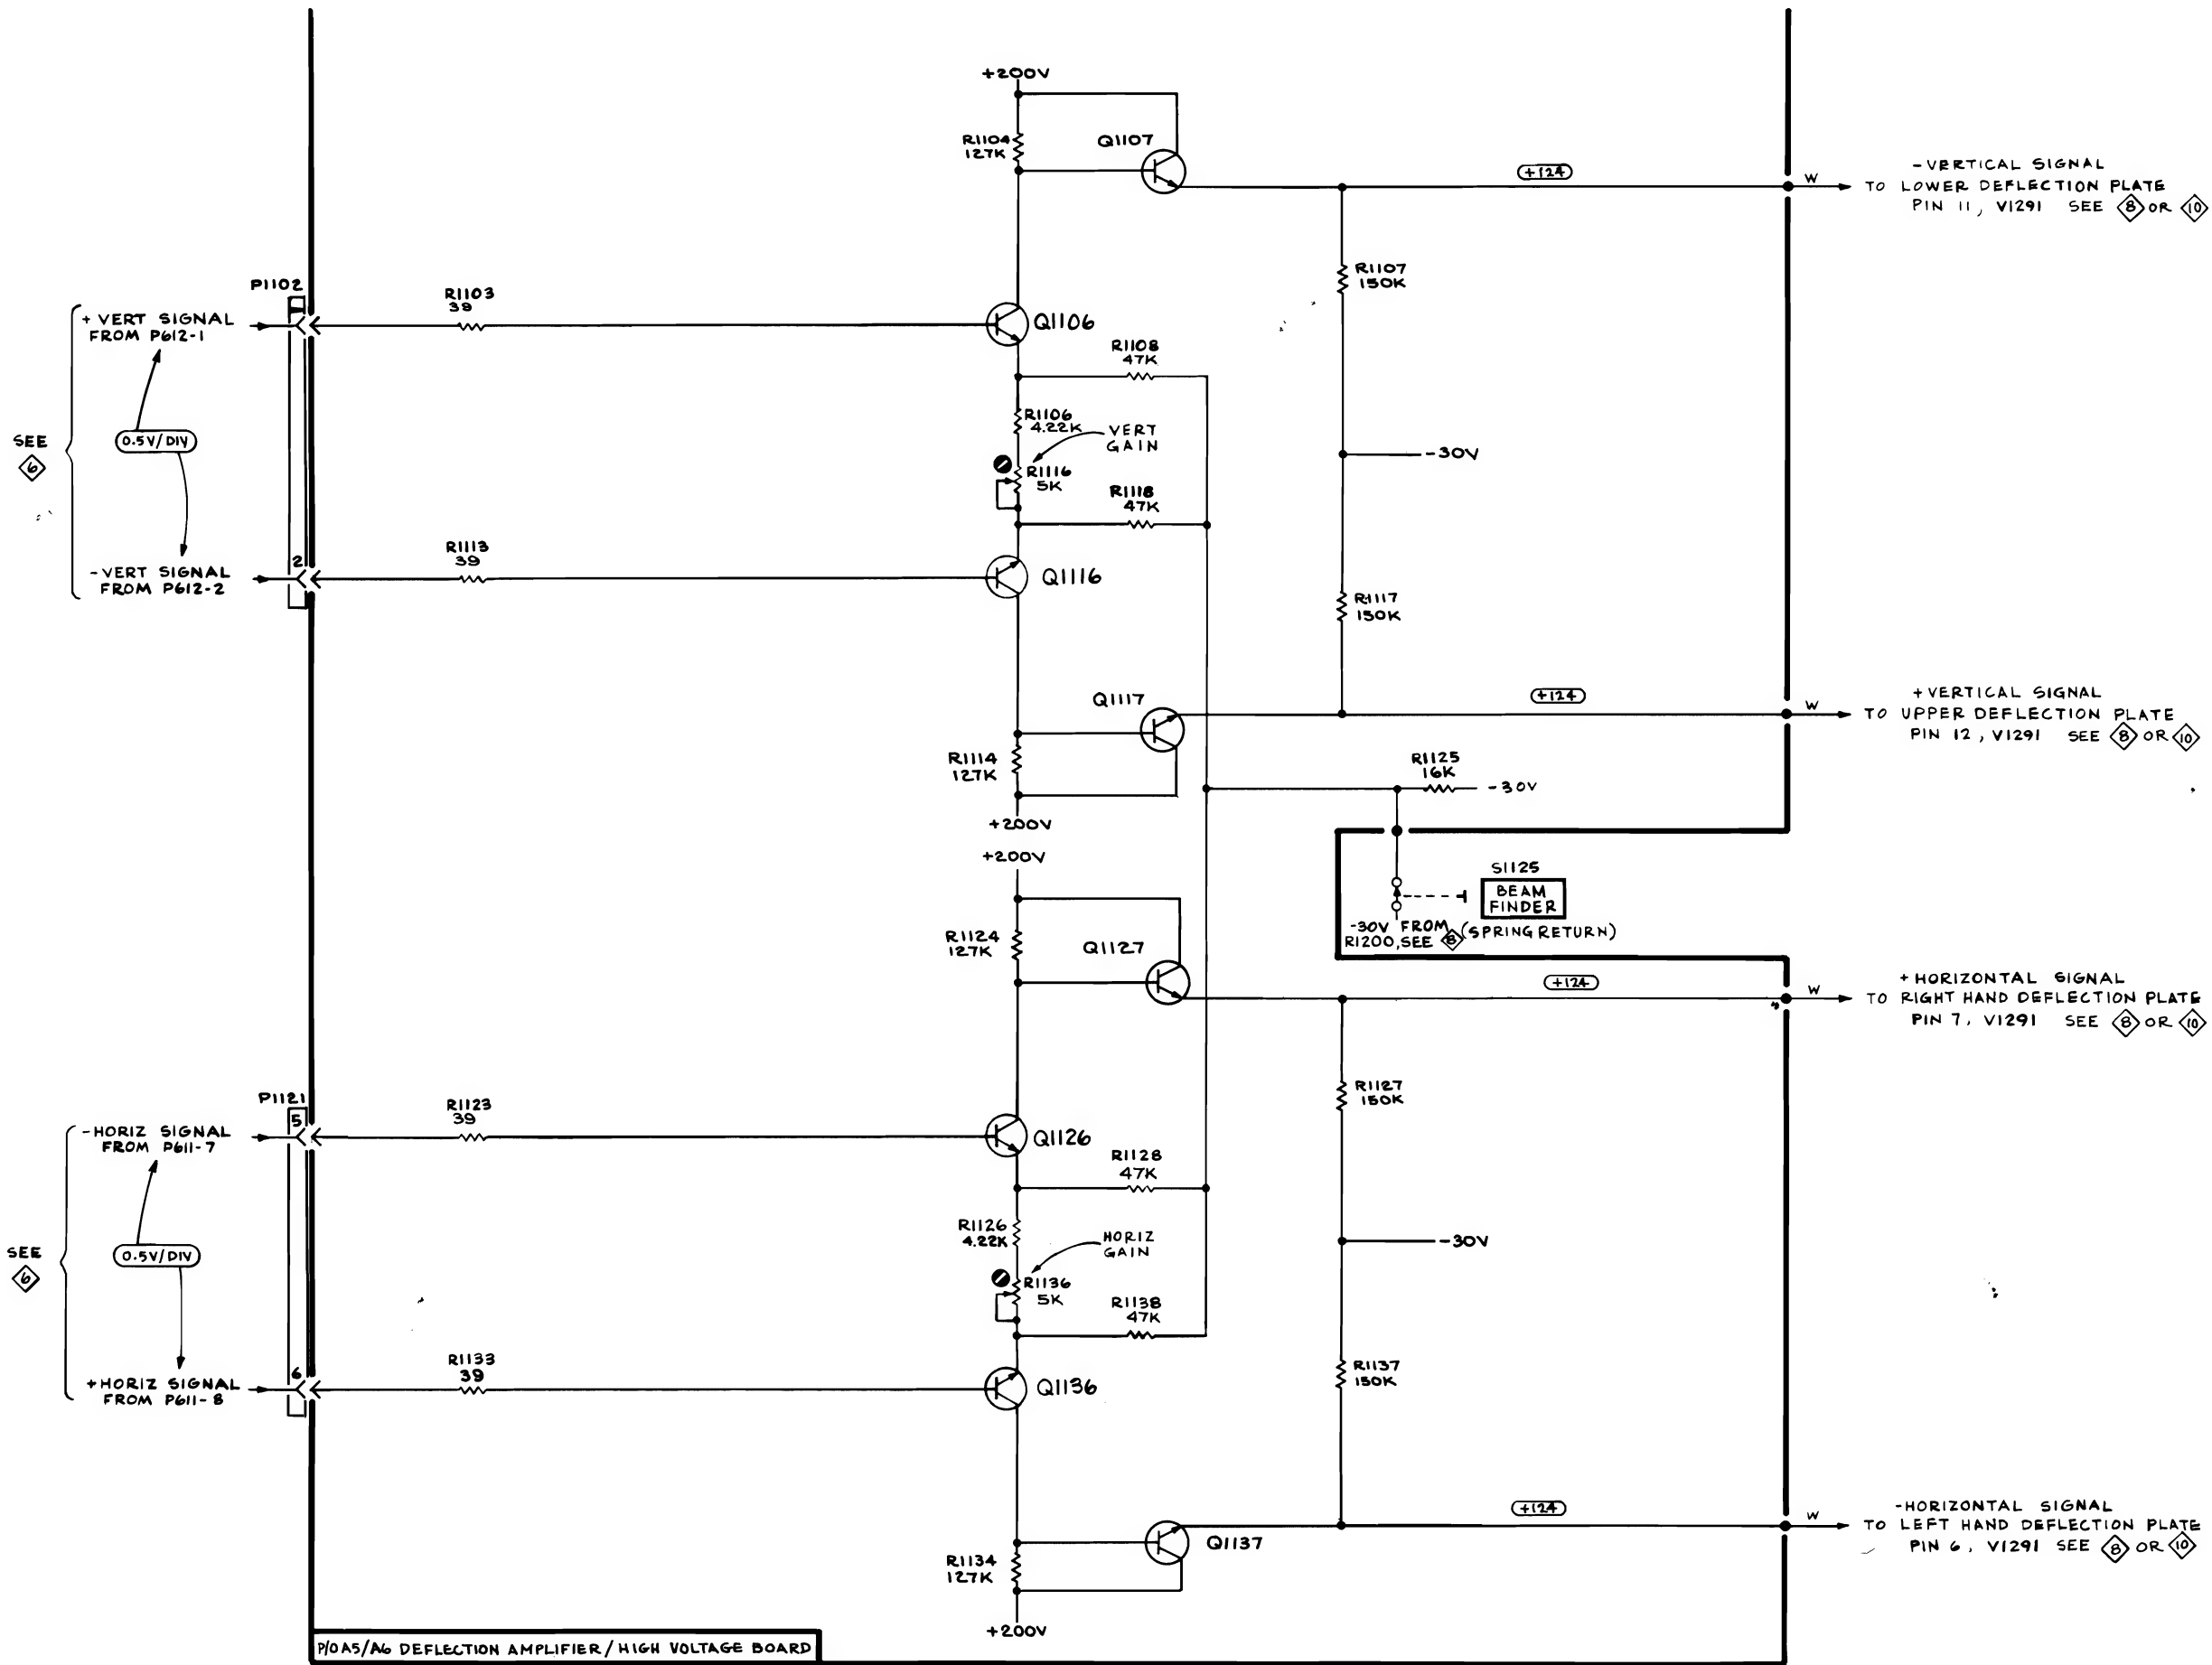 +200V
R1104
127K
Q1107
+124
-VERTICAL SIGNAL
W
TO LOWER DEFLECTION PLATE
PIN 11, V1291 SEE 8 OR 10
P1102
1
R1103
39
R1107
150K
+ VERT SIGNAL
FROM P612-1
Q1106
R1108
47K
R1106
4.22K
VERT
GAIN
SEE
6
0.5V/DIV
-30V
R1116
5K
R1118
47K
R1113
39
2
-VERT SIGNAL
FROM P612-2
Q1116
R1117
150K
Q1117
+124
+VERTICAL SIGNAL
W
TO UPPER DEFLECTION PLATE
PIN 12, V1291 SEE 8 OR 10
R1114
127K
R1125
16K
-30V
+200V
+200V
S1125
BEAM
FINDER
-30V FROM
R1200, SEE 8
(SPRING RETURN)
R1124
127K
Q1127
+124
+ HORIZONTAL SIGNAL
W
TO RIGHT HAND DEFLECTION PLATE
PIN 7, V1291 SEE 8 OR 10
P1121
5
R1123
39
R1127
150K
-HORIZ SIGNAL
FROM P611-7
Q1126
R1128
47K
R1126
4.22K
HORIZ
GAIN
SEE
6
0.5V/DIV
-30V
R1136
5K
R1138
47K
R1133
39
6
+HORIZ SIGNAL
FROM P611-8
Q1136
R1137
150K
+124
-HORIZONTAL SIGNAL
W
TO LEFT HAND DEFLECTION PLATE
PIN 6, V1291 SEE 8 OR 10
Q1137
R1134
127K
+200V
P/O A5/A6 DEFLECTION AMPLIFIER/HIGH VOLTAGE BOARD